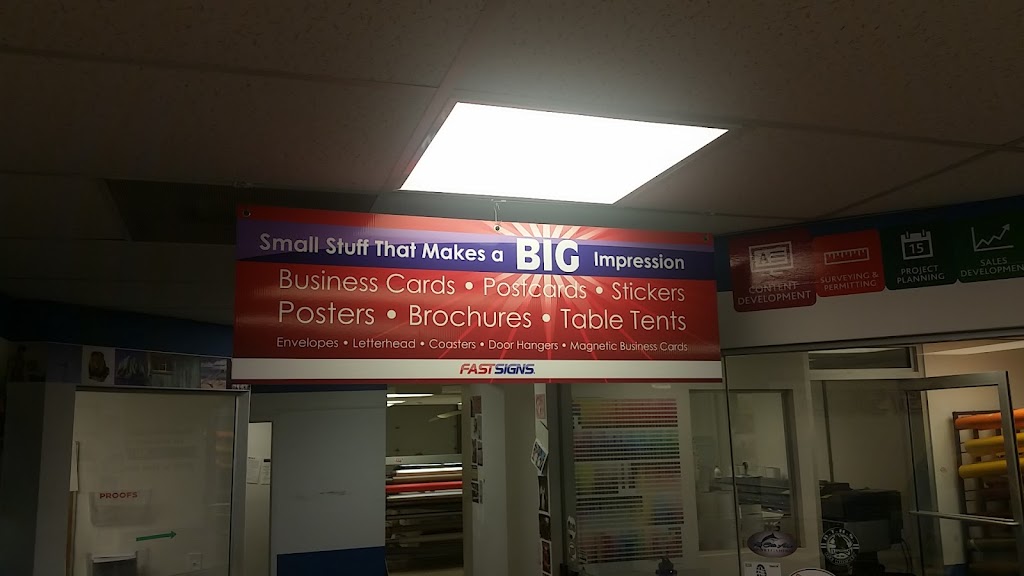 Small Stuff That Makes a BIG Impression
Business Cards • Postcards • Stickers
Posters • Brochures • Table Tents
Envelopes • Letterhead • Coasters • Door Hangers • Magnetic Business Cards
FASTSIGNS
CONTENT
DEVELOPMENT
SURVEYING &
PERMITTING
15
PROJECT
PLANNING
SALES
DEVELOPMENT
PROOFS